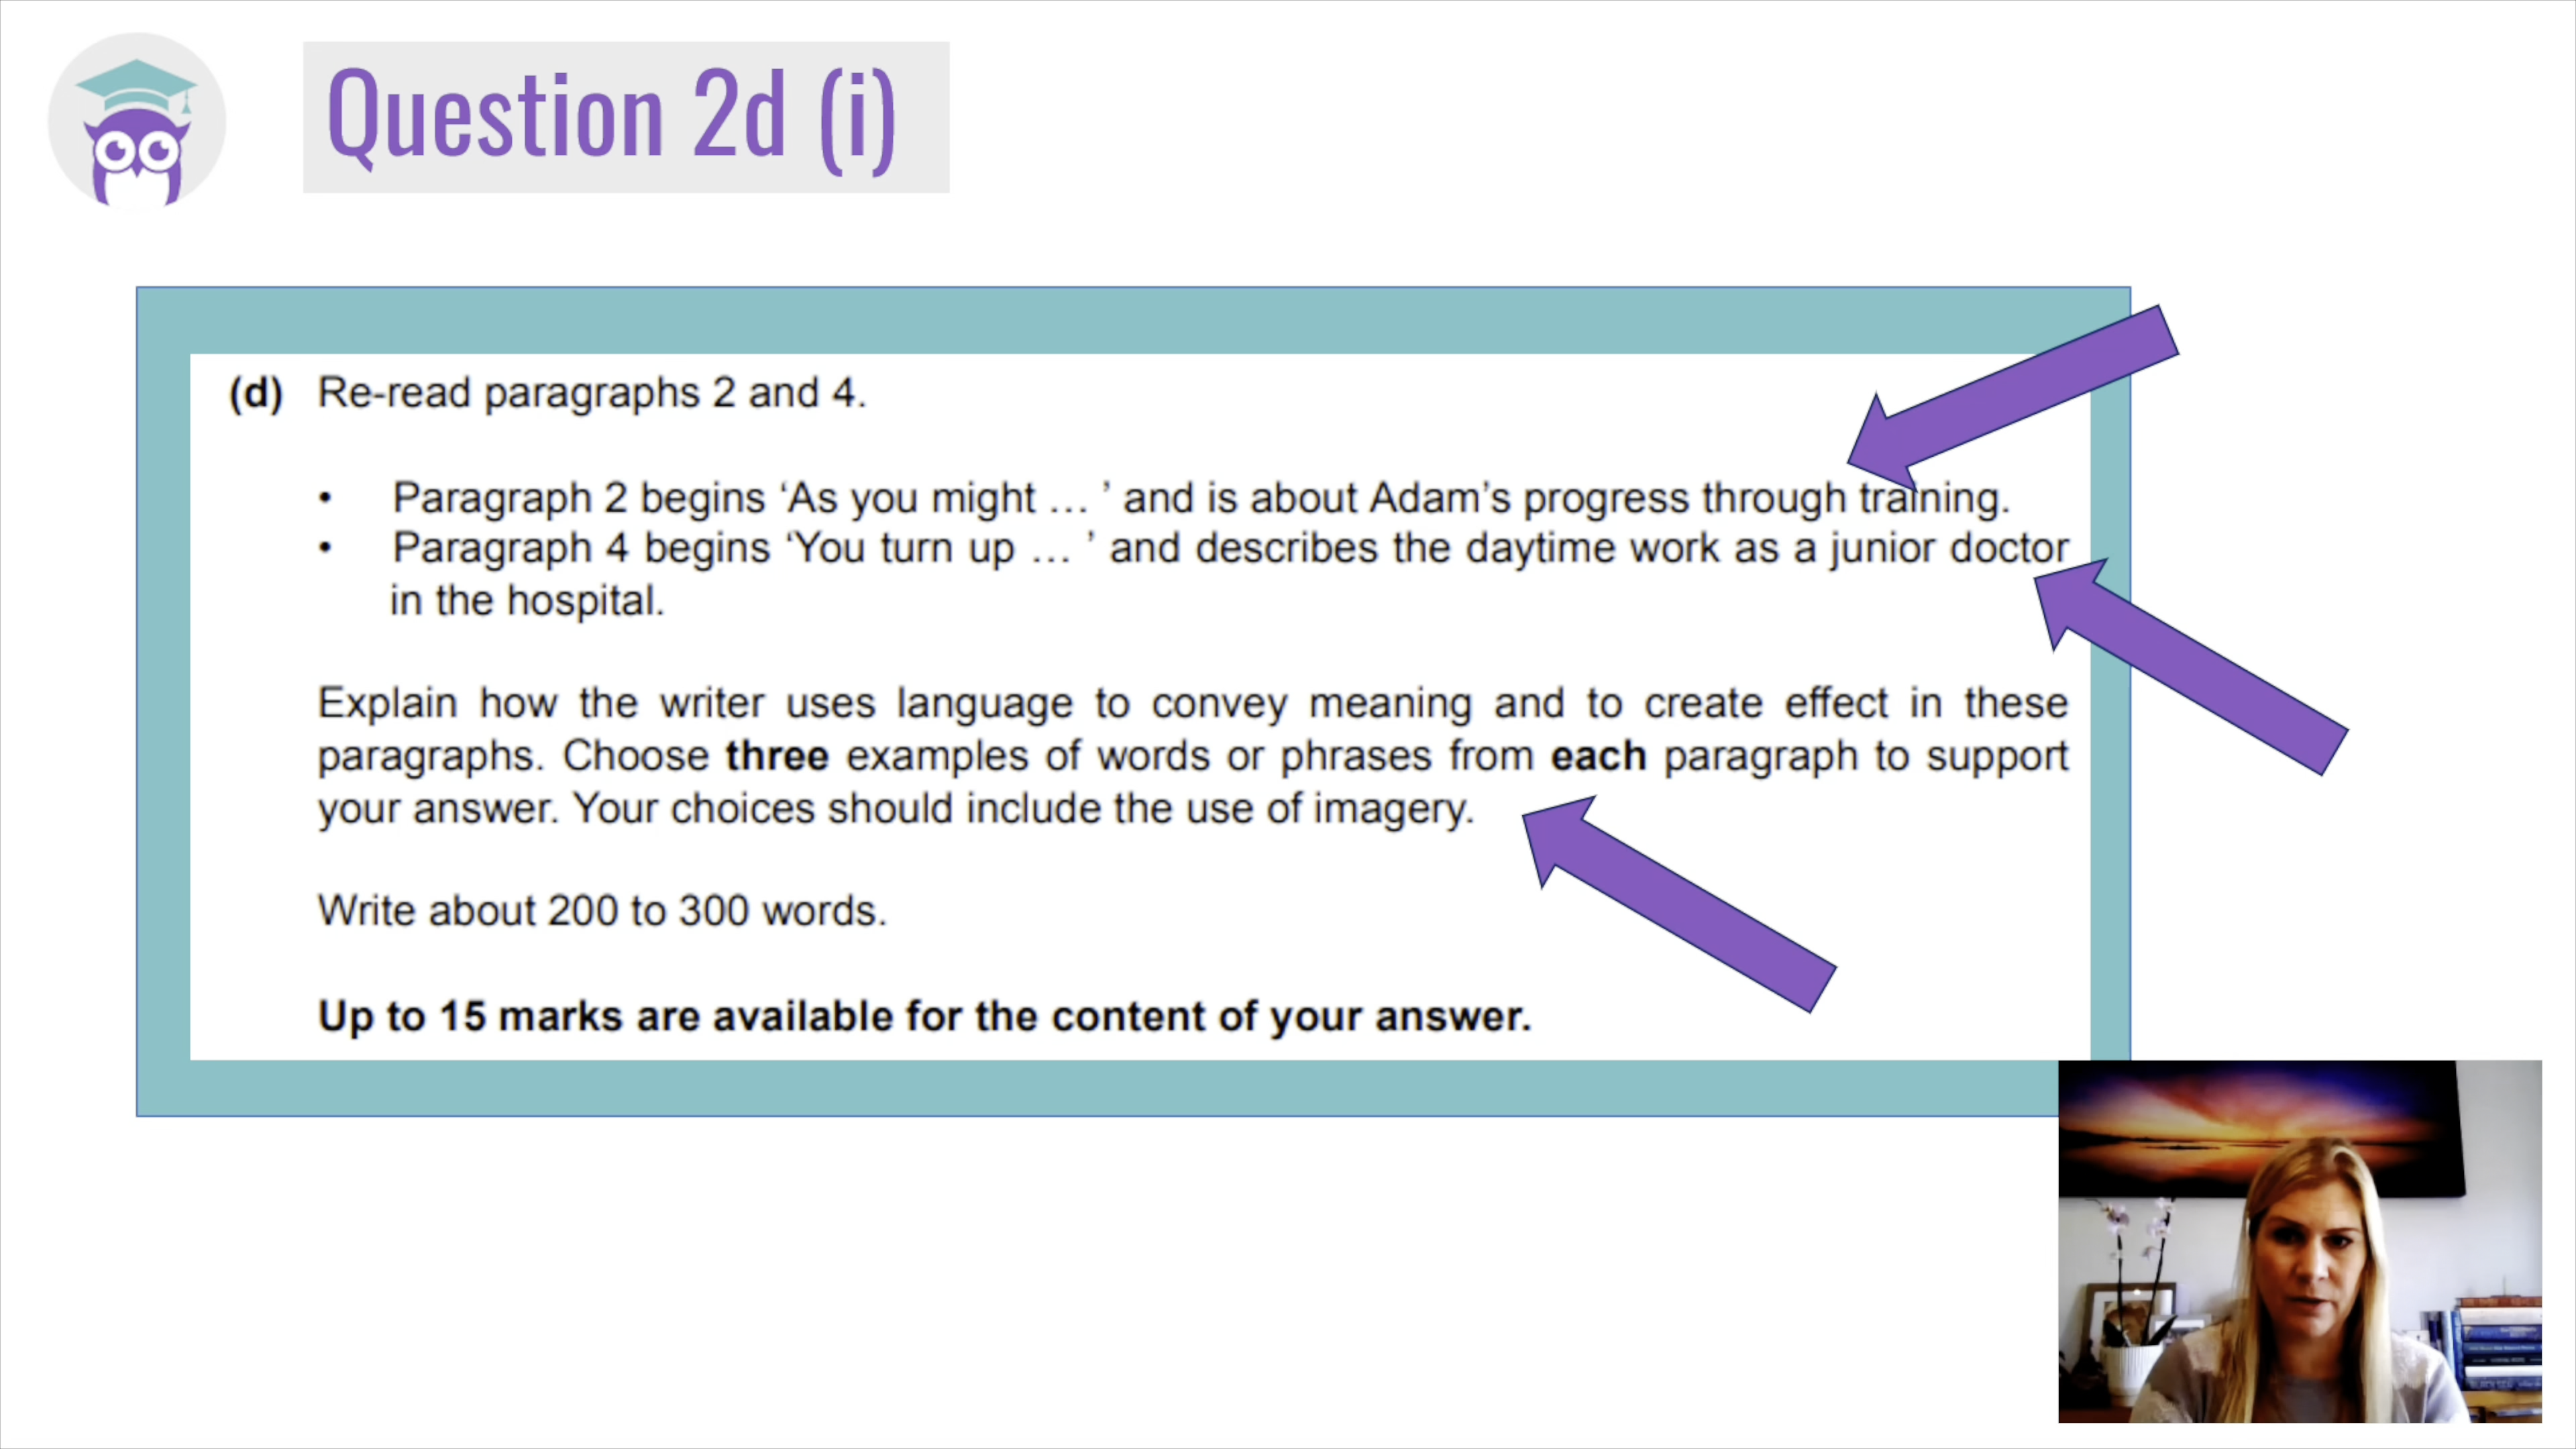 Question 2d (i)
(d) Re-read paragraphs 2 and 4.
• Paragraph 2 begins ‘As you might … ’ and is about Adam’s progress through training.
• Paragraph 4 begins ‘You turn up … ’ and describes the daytime work as a junior doctor
in the hospital.
Explain how the writer uses language to convey meaning and to create effect in these
paragraphs. Choose three examples of words or phrases from each paragraph to support
your answer. Your choices should include the use of imagery.
Write about 200 to 300 words.
Up to 15 marks are available for the content of your answer.